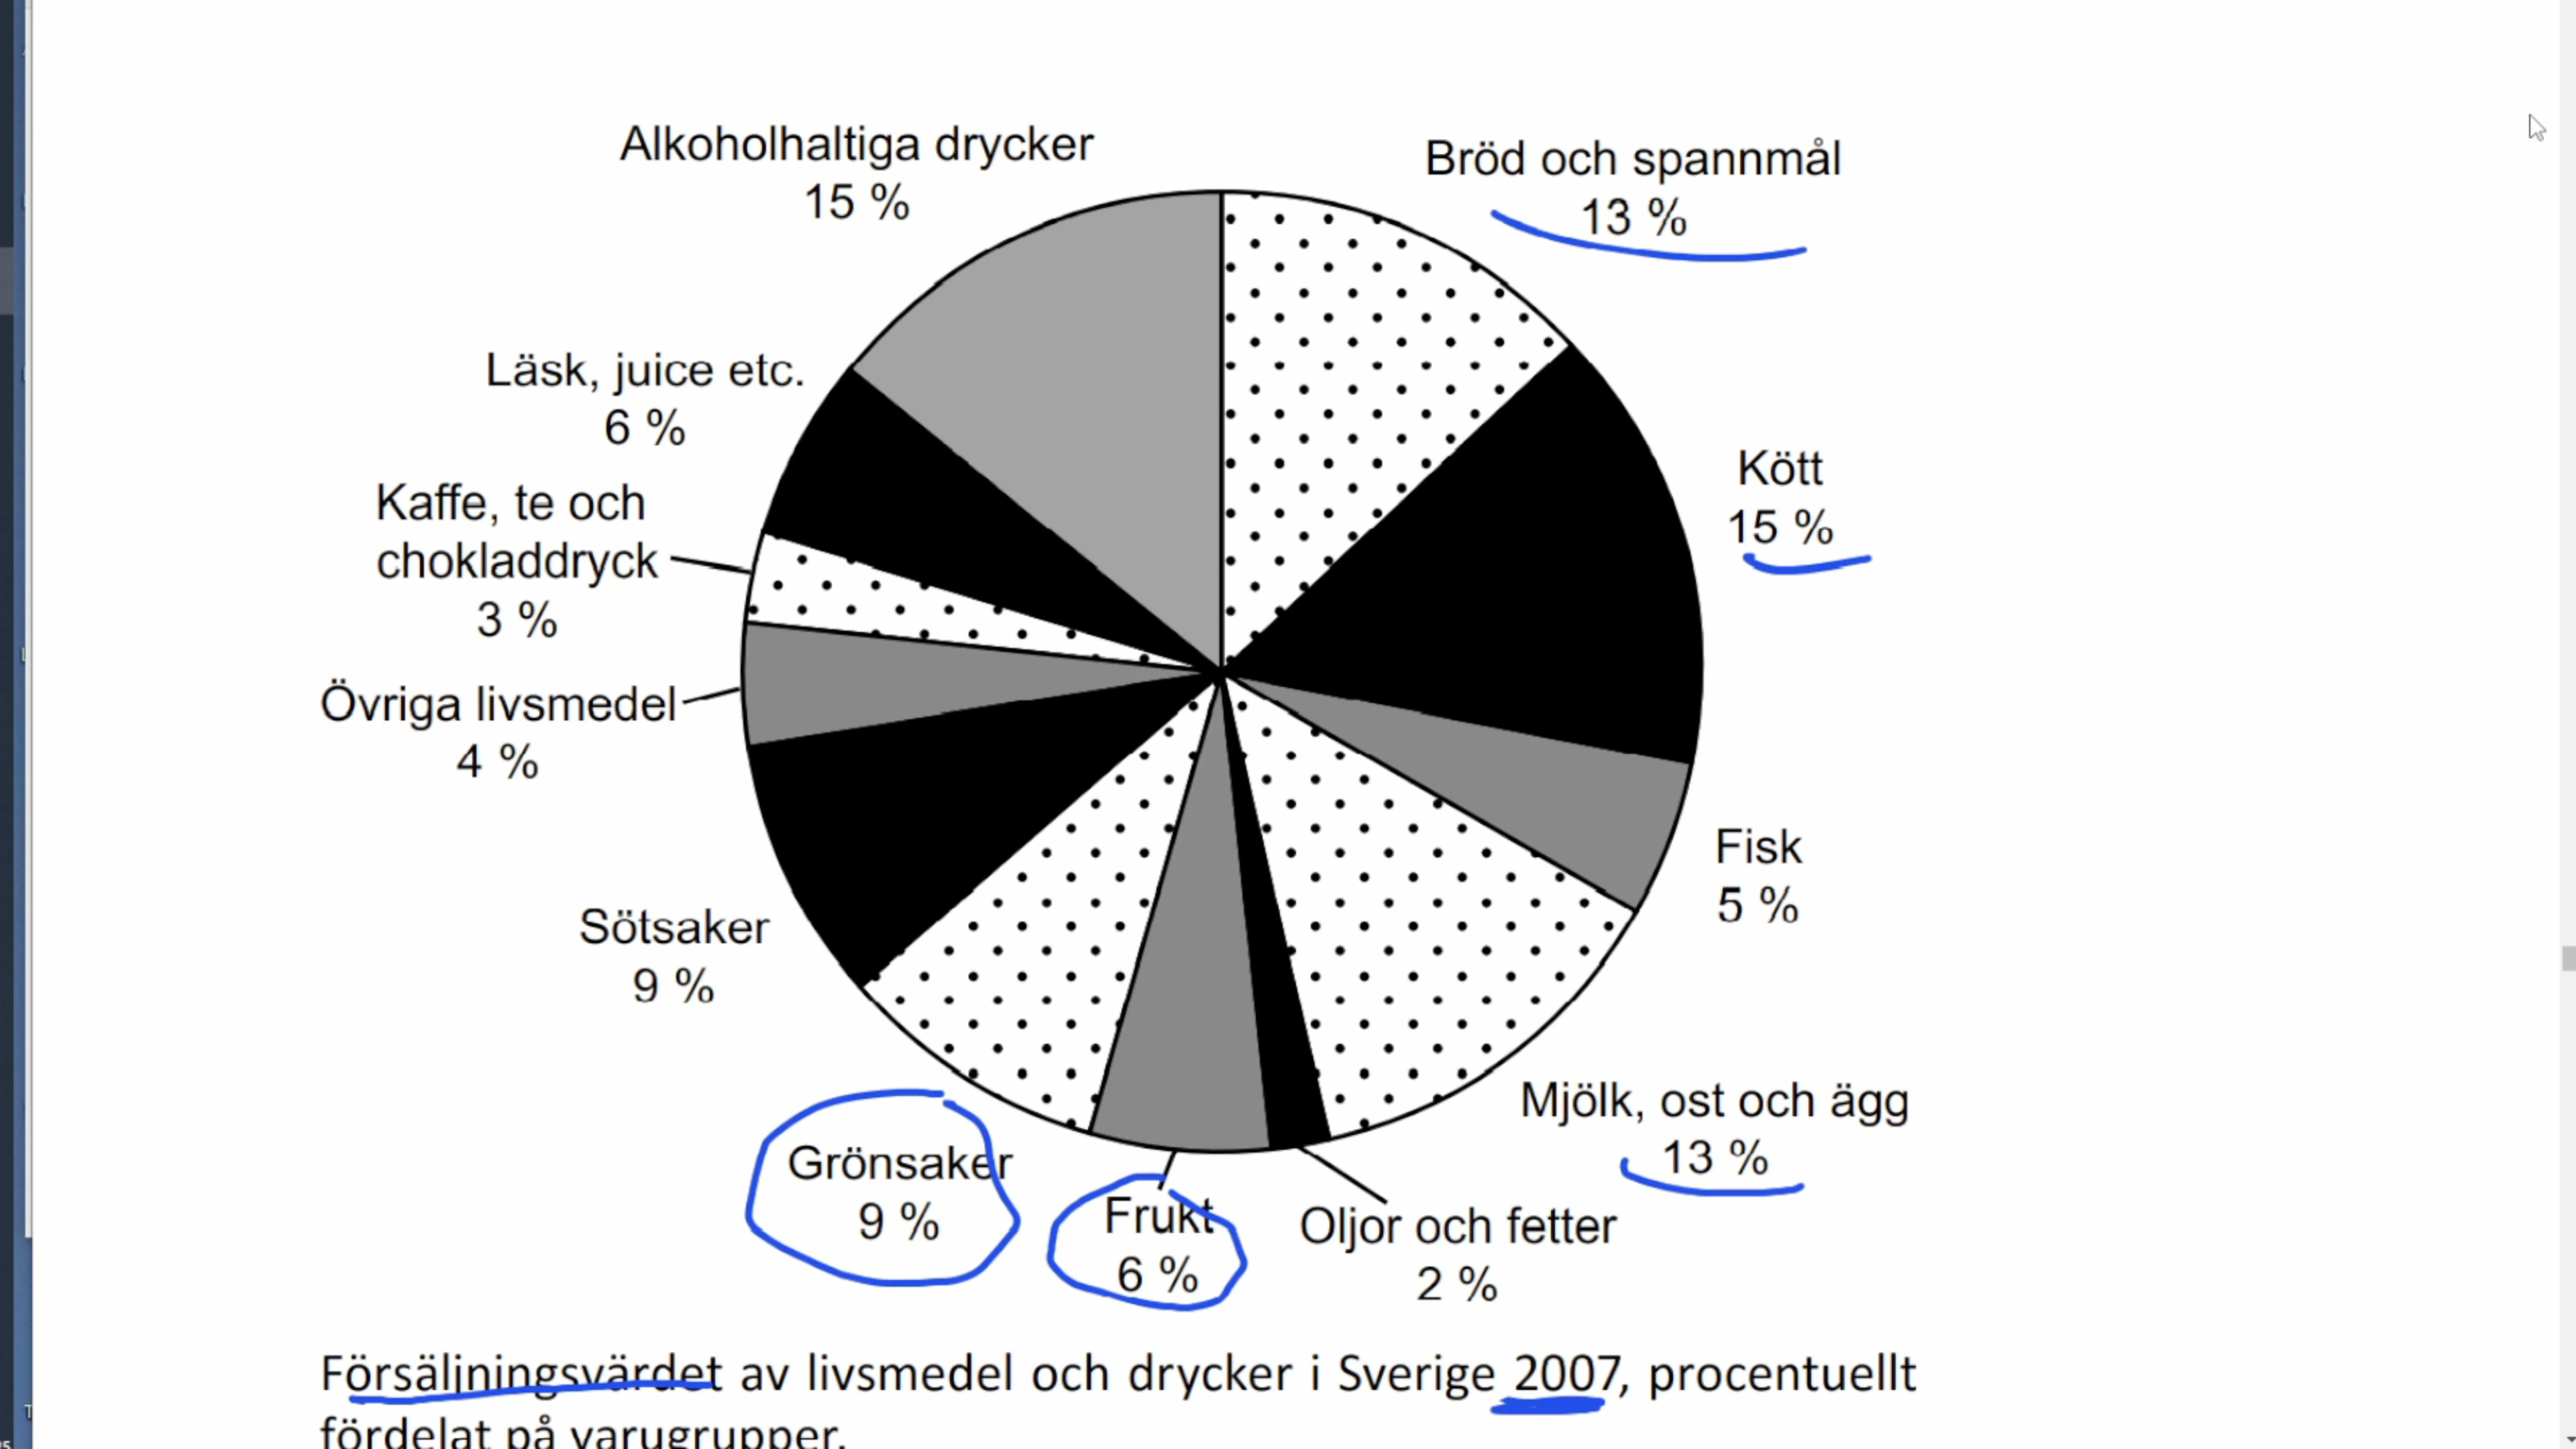 Alkoholhaltiga drycker
15 %
Bröd och spannmål
13 %
Läsk, juice etc.
6 %
Kött
15 %
Kaffe, te och
chokladdryck
3 %
Övriga livsmedel
4 %
Fisk
5 %
Sötsaker
9 %
Mjölk, ost och ägg
13 %
Grönsaker
9 %
Frukt
6 %
Oljor och fetter
2 %
Försäljningsvärdet av livsmedel och drycker i Sverige 2007, procentuellt
fördelat på varugrupper.